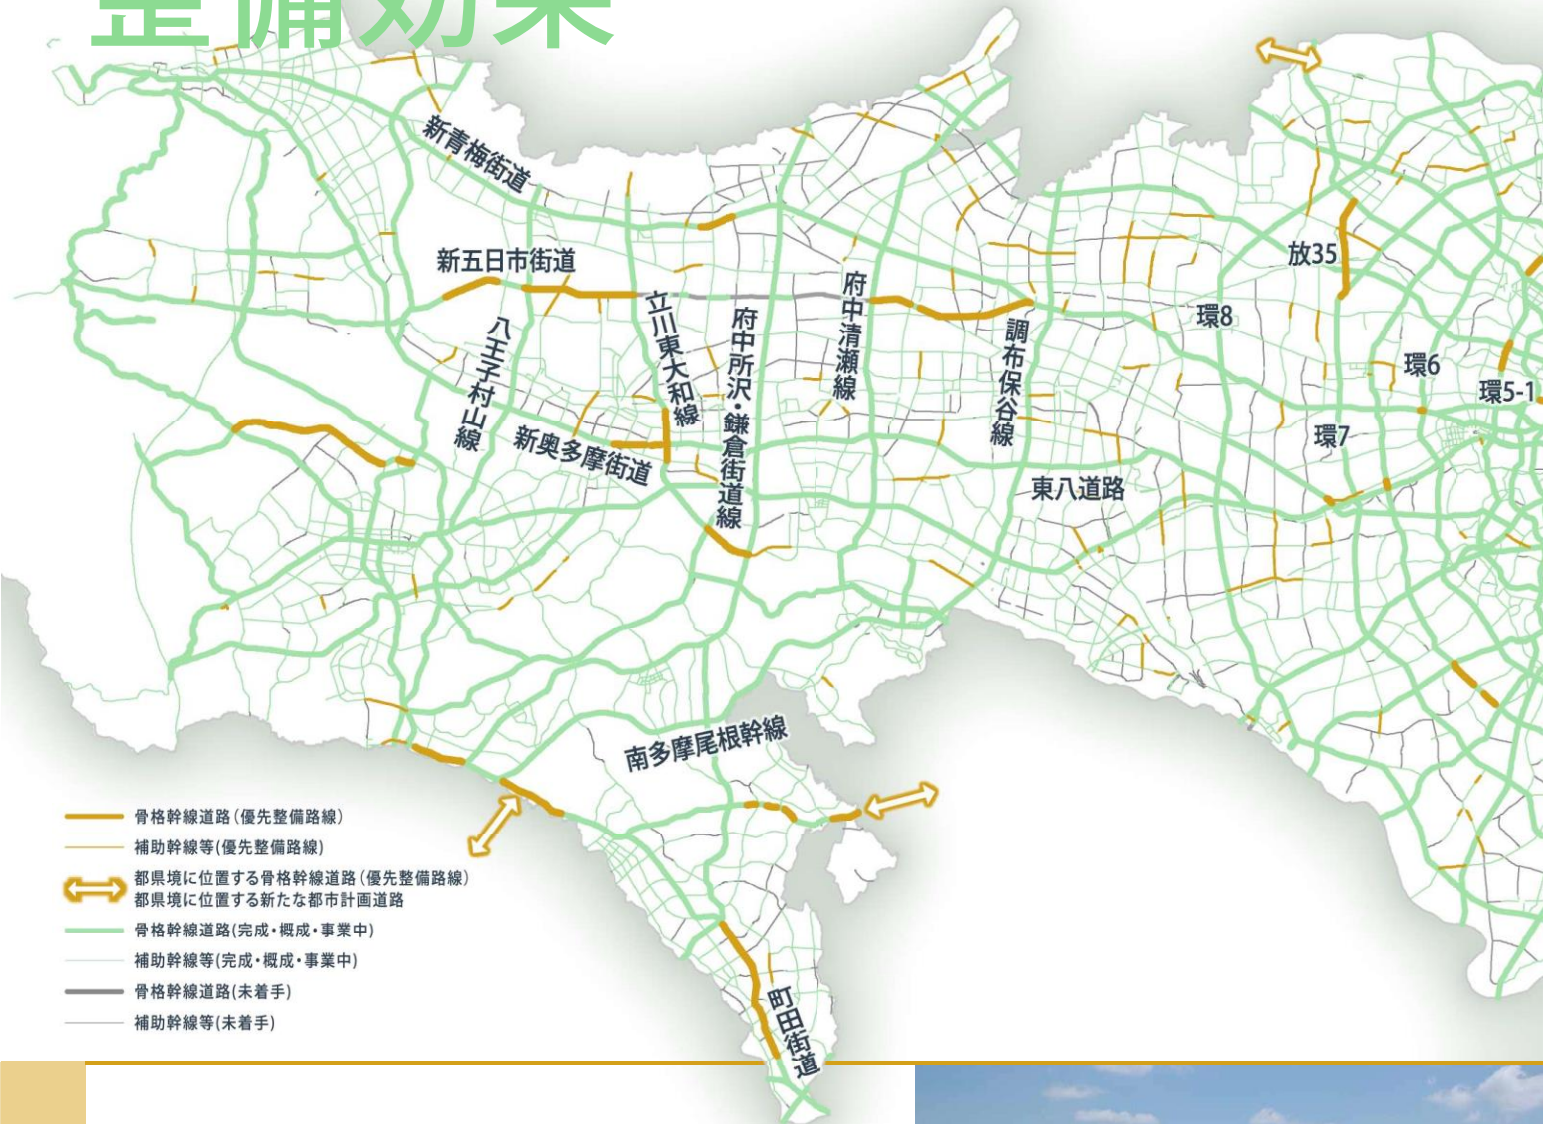 整備効果
新青梅街道
新五日市街道
八王子村山線
立川東大和線
府中所沢・鎌倉街道線
府中清瀬線
調布保谷線
新奥多摩街道
東八道路
放35
環8
環6
環5-1
環7
南多摩尾根幹線
町田街道
骨格幹線道路(優先整備路線)
補助幹線等(優先整備路線)
都県境に位置する骨格幹線道路(優先整備路線)
都県境に位置する新たな都市計画道路
骨格幹線道路(完成・概成・事業中)
補助幹線等(完成・概成・事業中)
骨格幹線道路(未着手)
補助幹線等(未着手)